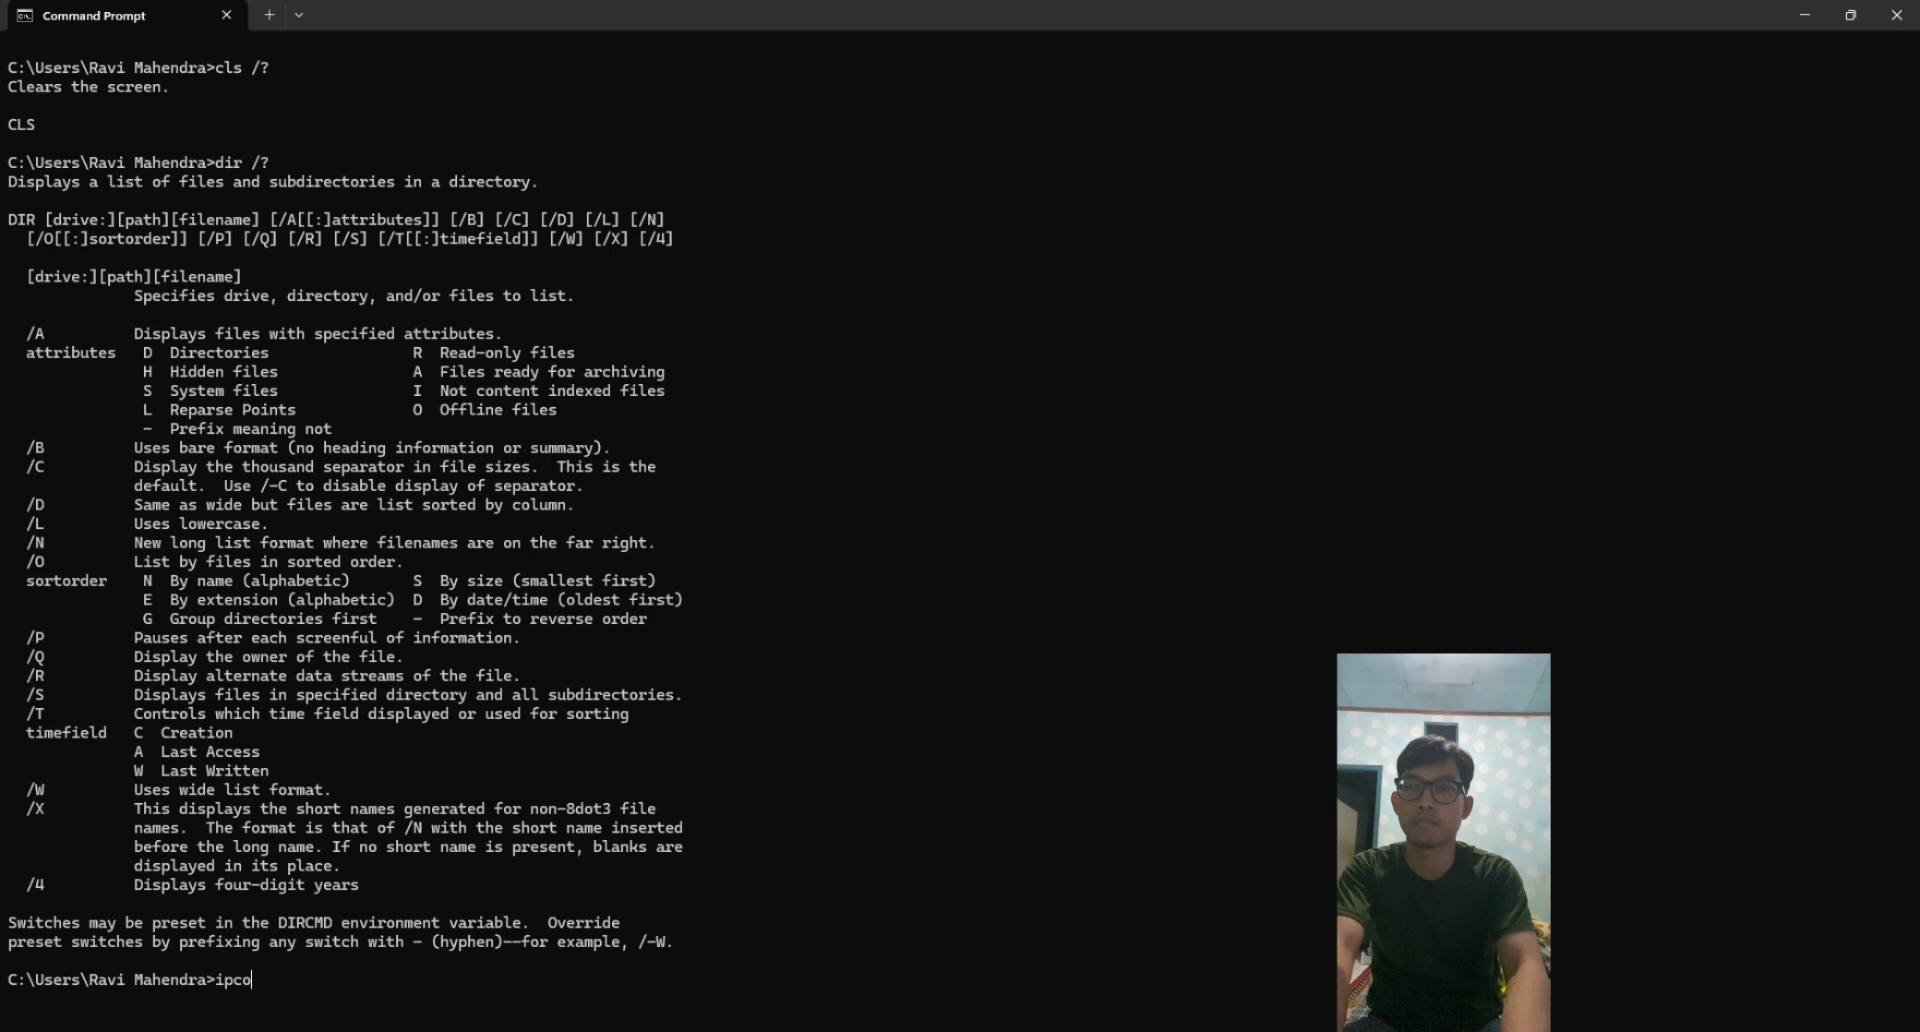 Command Prompt
C:\Users\Ravi Mahendra>cls /?
Clears the screen.
CLS
C:\Users\Ravi Mahendra>dir /?
Displays a list of files and subdirectories in a directory.
DIR [drive:][path][filename] [/A[[:]attributes]] [/B] [/C] [/D] [/L] [/N]
  [/O[[:]sortorder]] [/P] [/Q] [/R] [/S] [/T[[:]timefield]] [/W] [/X] [/4]
  [drive:][path][filename]
              Specifies drive, directory, and/or files to list.
  /A          Displays files with specified attributes.
  attributes   D  Directories                R  Read-only files
               H  Hidden files               A  Files ready for archiving
               S  System files               I  Not content indexed files
               L  Reparse Points             O  Offline files
               -  Prefix meaning not
  /B          Uses bare format (no heading information or summary).
  /C          Display the thousand separator in file sizes.  This is the
              default.  Use /-C to disable display of separator.
  /D          Same as wide but files are list sorted by column.
  /L          Uses lowercase.
  /N          New long list format where filenames are on the far right.
  /O          List by files in sorted order.
  sortorder    N  By name (alphabetic)       S  By size (smallest first)
               E  By extension (alphabetic)  D  By date/time (oldest first)
               G  Group directories first    -  Prefix to reverse order
  /P          Pauses after each screenful of information.
  /Q          Display the owner of the file.
  /R          Display alternate data streams of the file.
  /S          Displays files in specified directory and all subdirectories.
  /T          Controls which time field displayed or used for sorting
  timefield   C  Creation
              A  Last Access
              W  Last Written
  /W          Uses wide list format.
  /X          This displays the short names generated for non-8dot3 file
              names.  The format is that of /N with the short name inserted
              before the long name. If no short name is present, blanks are
              displayed in its place.
  /4          Displays four-digit years
Switches may be preset in the DIRCMD environment variable.  Override
preset switches by prefixing any switch with - (hyphen)--for example, /-W.
C:\Users\Ravi Mahendra>ipco